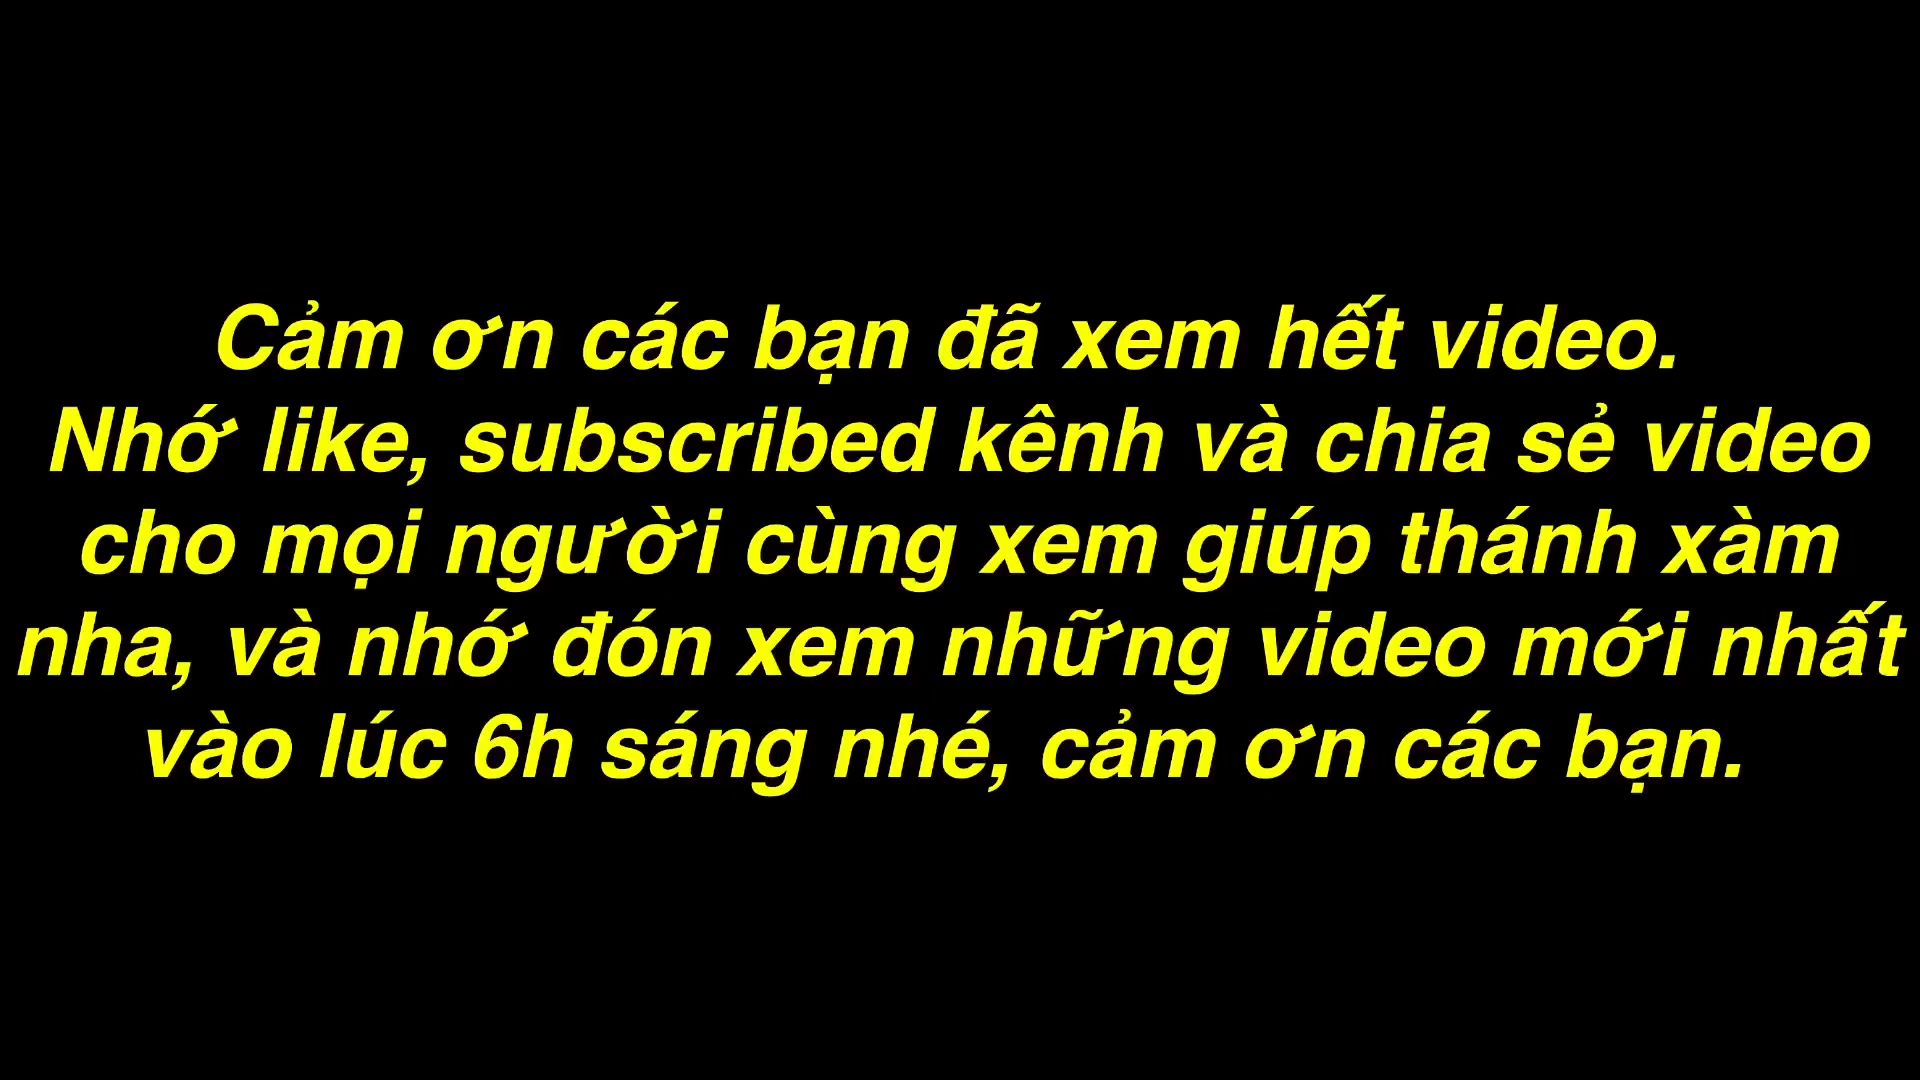 Cảm ơn các bạn đã xem hết video.
Nhớ like, subscribed kênh và chia sẻ video
cho mọi người cùng xem giúp thánh xàm
nha, và nhớ đón xem những video mới nhất
vào lúc 6h sáng nhé, cảm ơn các bạn.